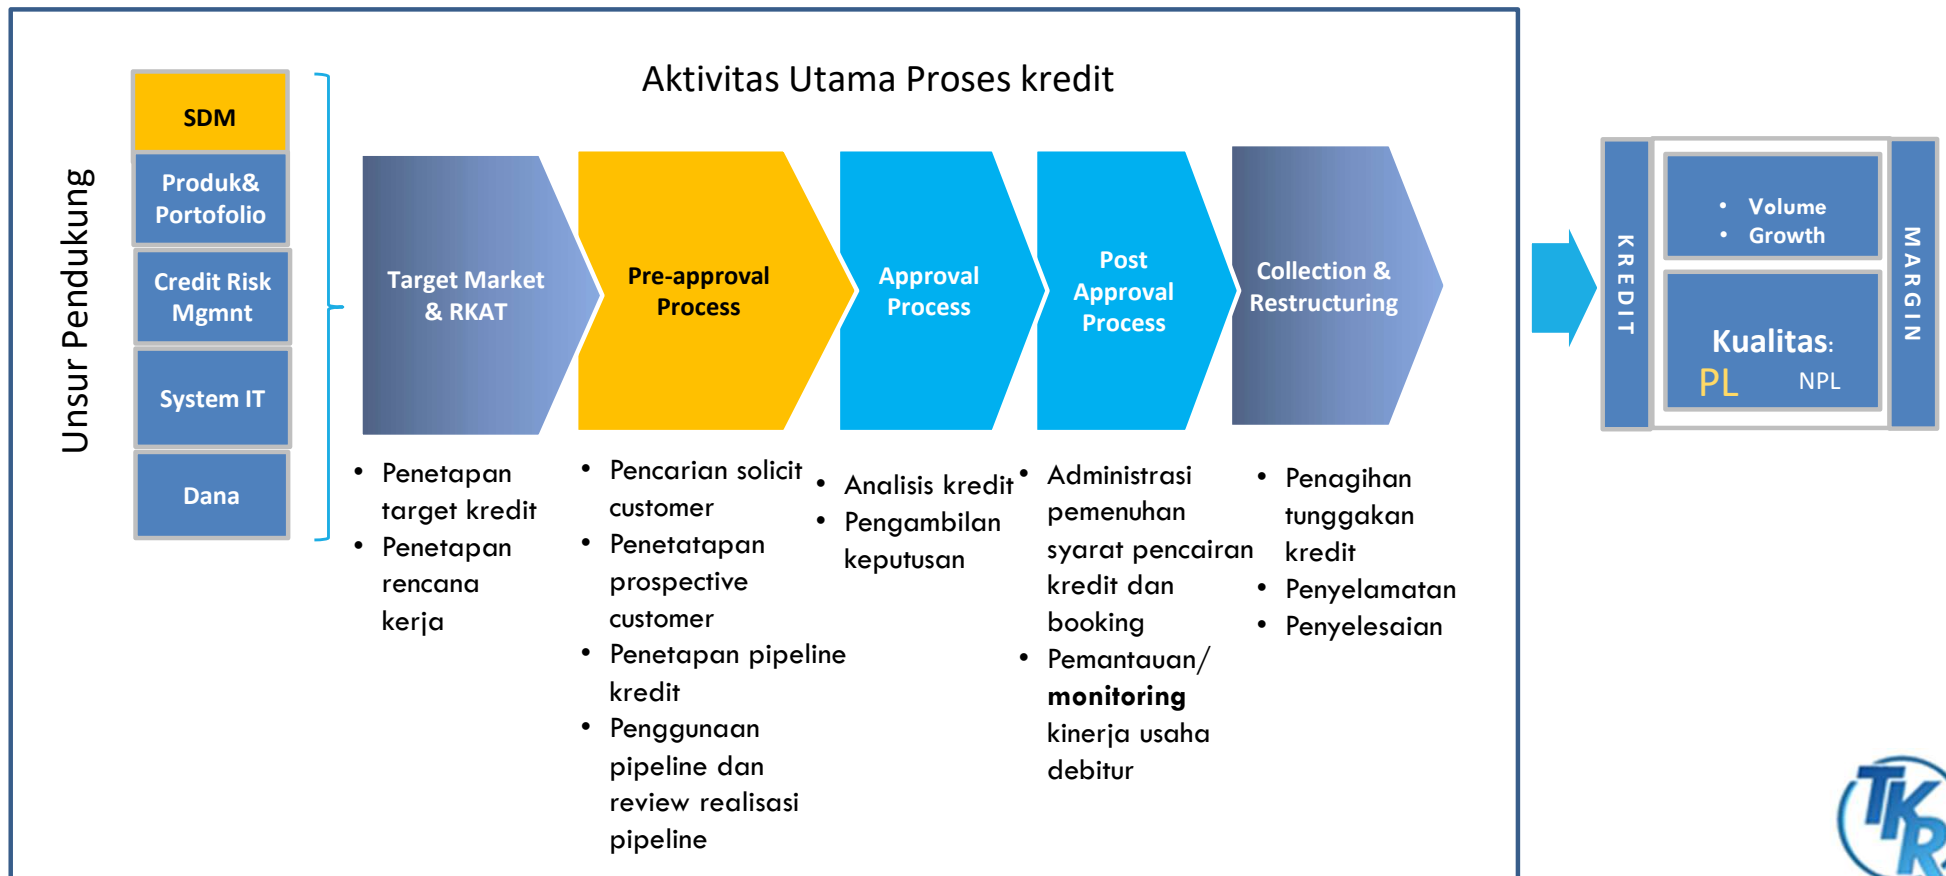 Aktivitas Utama Proses kredit
Unsur Pendukung
SDM
Produk&
Portofolio
Credit Risk
Mgmnt
System IT
Dana
Target Market
& RKAT
Pre-approval
Process
Approval
Process
Post
Approval
Process
Collection &
Restructuring
• Penetapan
target kredit
• Penetapan
rencana
kerja
• Pencarian solicit
customer
• Penetatapan
prospective
customer
• Penetapan pipeline
kredit
• Penggunaan
pipeline dan
review realisasi
pipeline
• Analisis kredit
• Pengambilan
keputusan
• Administrasi
pemenuhan
syarat pencairan
kredit dan
booking
• Pemantauan/
monitoring
kinerja usaha
debitur
• Penagihan
tunggakan
kredit
• Penyelamatan
• Penyelesaian
KREDIT
• Volume
• Growth
Kualitas:
PL NPL
MARGIN
TKR